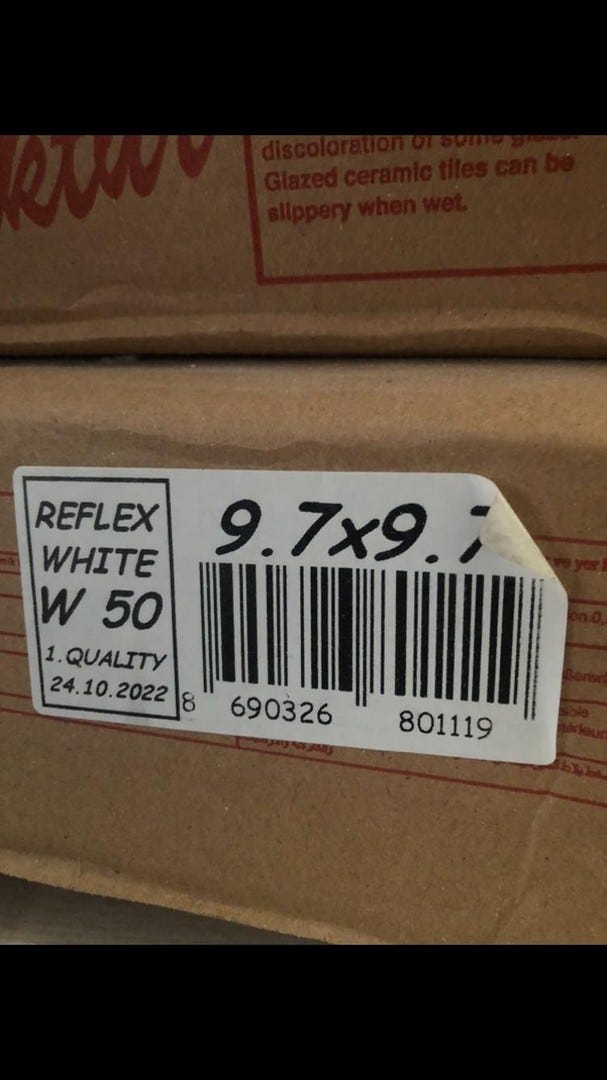 discoloration of some
Glazed ceramic tiles can be
slippery when wet.
REFLEX
WHITE
W 50
1. QUALITY
24.10.2022
9.7x9.7
8 690326 801119